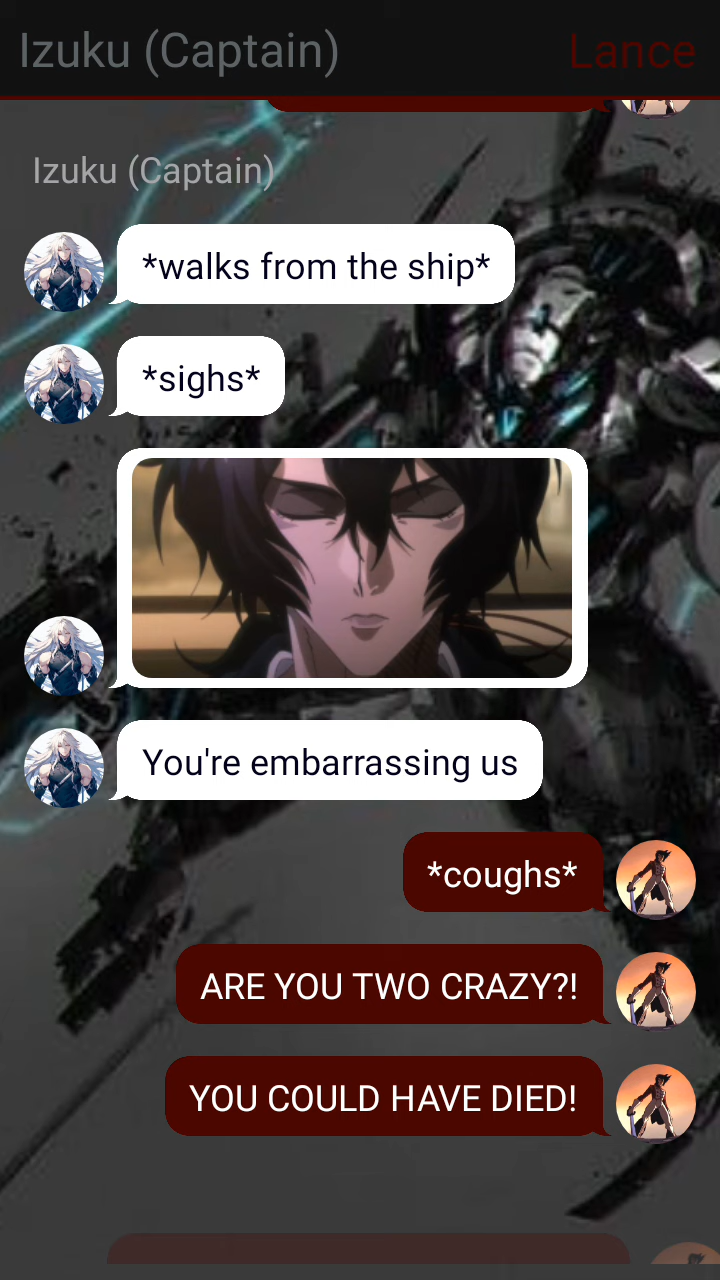 Izuku (Captain)
Lance
Izuku (Captain)
*walks from the ship*
*sighs*
You're embarrassing us
*coughs*
ARE YOU TWO CRAZY?!
YOU COULD HAVE DIED!